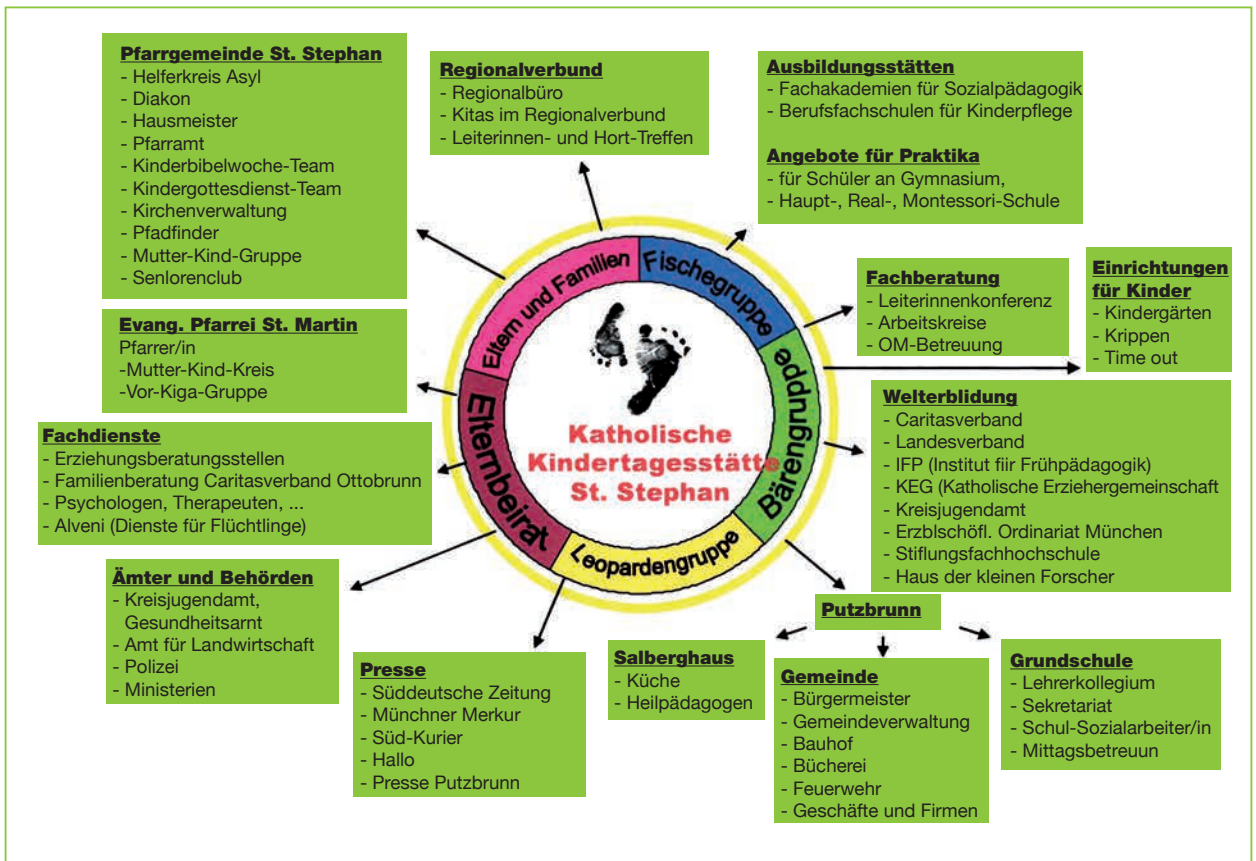 Pfarrgemeinde St. Stephan
- Helferkreis Asyl
- Diakon
- Hausmeister
- Pfarramt
- Kinderbibelwoche-Team
- Kindergottesdienst-Team
- Kirchenverwaltung
- Pfadfinder
- Mutter-Kind-Gruppe
- Senlorenclub
Regionalverbund
- Regionalbüro
- Kitas im Regionalverbund
- Leiterinnen- und Hort-Treffen
Ausbildungsstätten
- Fachakademien für Sozialpädagogik
- Berufsfachschulen für Kinderpflege
Angebote für Praktika
- für Schüler an Gymnasium,
- Haupt-, Real-, Montessori-Schule
Fachberatung
- Leiterinnenkonferenz
- Arbeitskreise
- OM-Betreuung
Einrichtungen
für Kinder
- Kindergärten
- Krippen
- Time out
Evang. Pfarrei St. Martin
Pfarrer/in
-Mutter-Kind-Kreis
-Vor-Kiga-Gruppe
Eltern und Familien
Fischegruppe
Bärengruppe
Leopardengruppe
Elternbeirat
Katholische
Kindertagesstätte
St. Stephan
Welterblidung
- Caritasverband
- Landesverband
- IFP (Institut fiir Frühpädagogik)
- KEG (Katholische Erziehergemeinschaft
- Kreisjugendamt
- Erzblschöfl. Ordinariat München
- Stiflungsfachhochschule
- Haus der kleinen Forscher
Fachdienste
- Erziehungsberatungsstellen
- Familienberatung Caritasverband Ottobrunn
- Psychologen, Therapeuten, ...
- Alveni (Dienste für Flüchtlinge)
Ämter und Behörden
- Kreisjugendamt,
Gesundheitsarnt
- Amt für Landwirtschaft
- Polizei
- Ministerien
Presse
- Süddeutsche Zeitung
- Münchner Merkur
- Süd-Kurier
- Hallo
- Presse Putzbrunn
Putzbrunn
Salberghaus
- Küche
- Heilpädagogen
Gemeinde
- Bürgermeister
- Gemeindeverwaltung
- Bauhof
- Bücherei
- Feuerwehr
- Geschäfte und Firmen
Grundschule
- Lehrerkollegium
- Sekretariat
- Schul-Sozialarbeiter/in
- Mittagsbetreuun